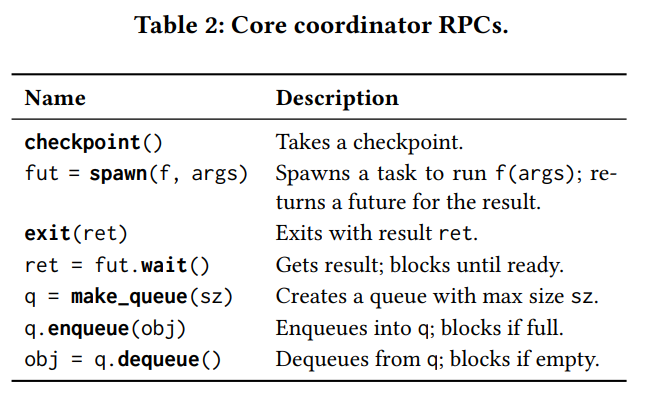 Table 2: Core coordinator RPCs.
Name Description
checkpoint() Takes a checkpoint.
fut = spawn(f, args) Spawns a task to run f(args); re-
turns a future for the result.
exit(ret) Exits with result ret.
ret = fut.wait() Gets result; blocks until ready.
q = make_queue(sz) Creates a queue with max size sz.
q.enqueue(obj) Enqueues into q; blocks if full.
obj = q.dequeue() Dequeues from q; blocks if empty.